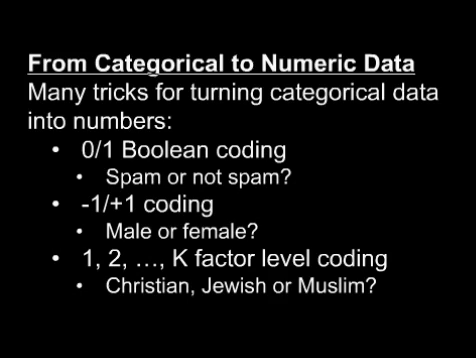 From Categorical to Numeric Data
Many tricks for turning categorical data
into numbers:
• 0/1 Boolean coding
• Spam or not spam?
• -1/+1 coding
• Male or female?
• 1, 2, …, K factor level coding
• Christian, Jewish or Muslim?